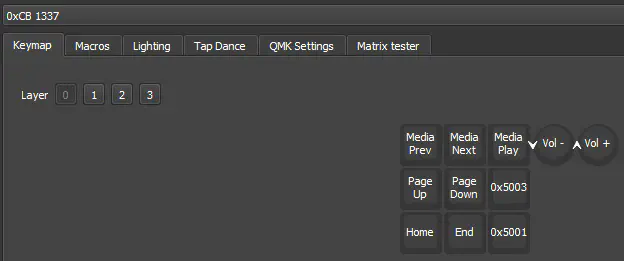 0xCB 1337
Keymap Macros Lighting Tap Dance QMK Settings Matrix tester
Layer 0 1 2 3
Media Prev
Media Next
Media Play
Vol -
Vol +
Page Up
Page Down
0x5003
Home
End
0x5001